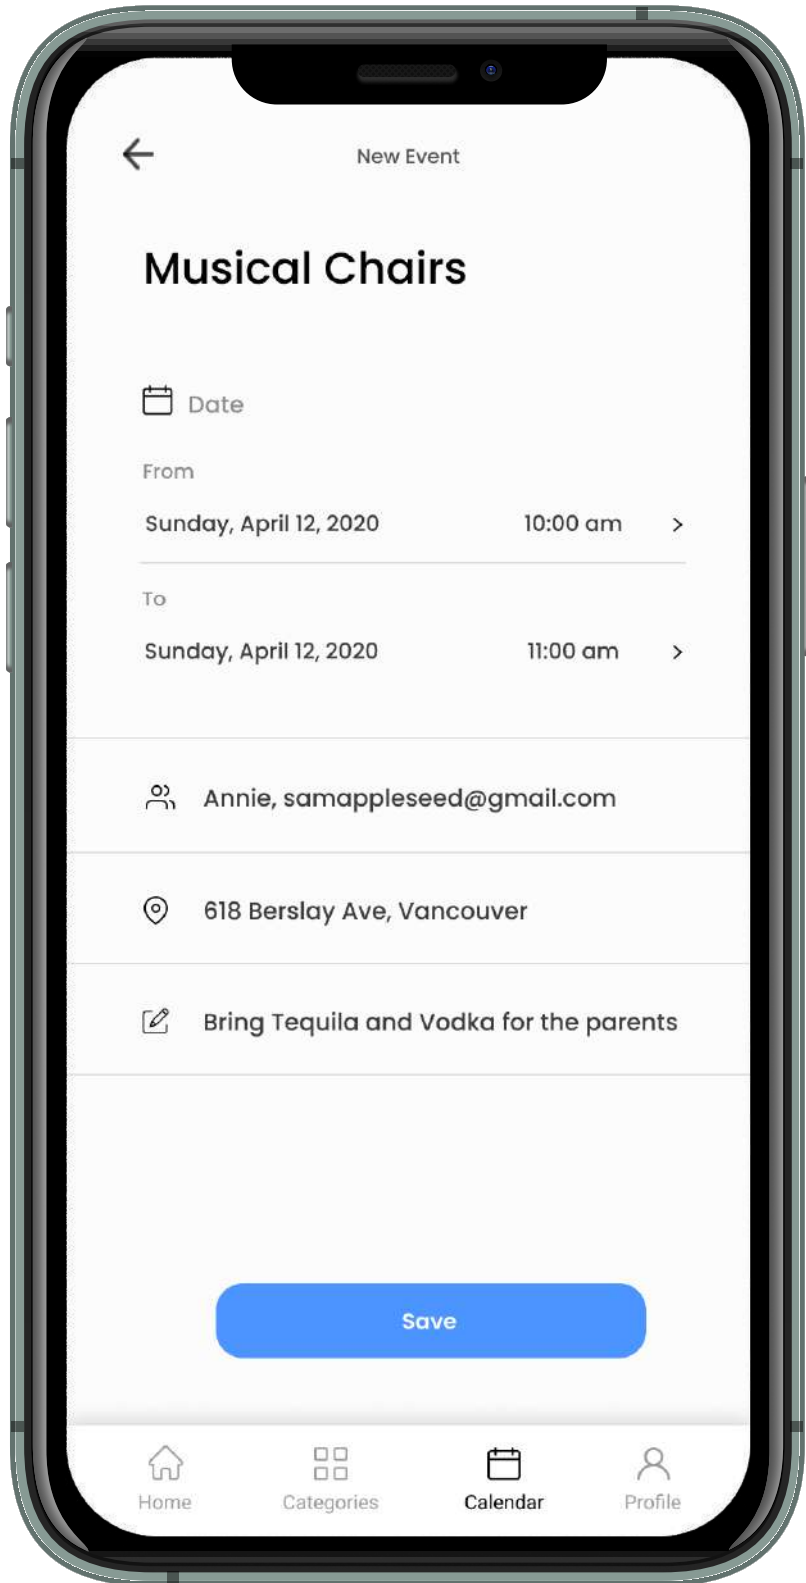 New Event
Musical Chairs
Date
From
Sunday, April 12, 2020 10:00 am
To
Sunday, April 12, 2020 11:00 am
Annie, samappleseed@gmail.com
618 Berslay Ave, Vancouver
Bring Tequila and Vodka for the parents
Save
Home Categories Calendar Profile